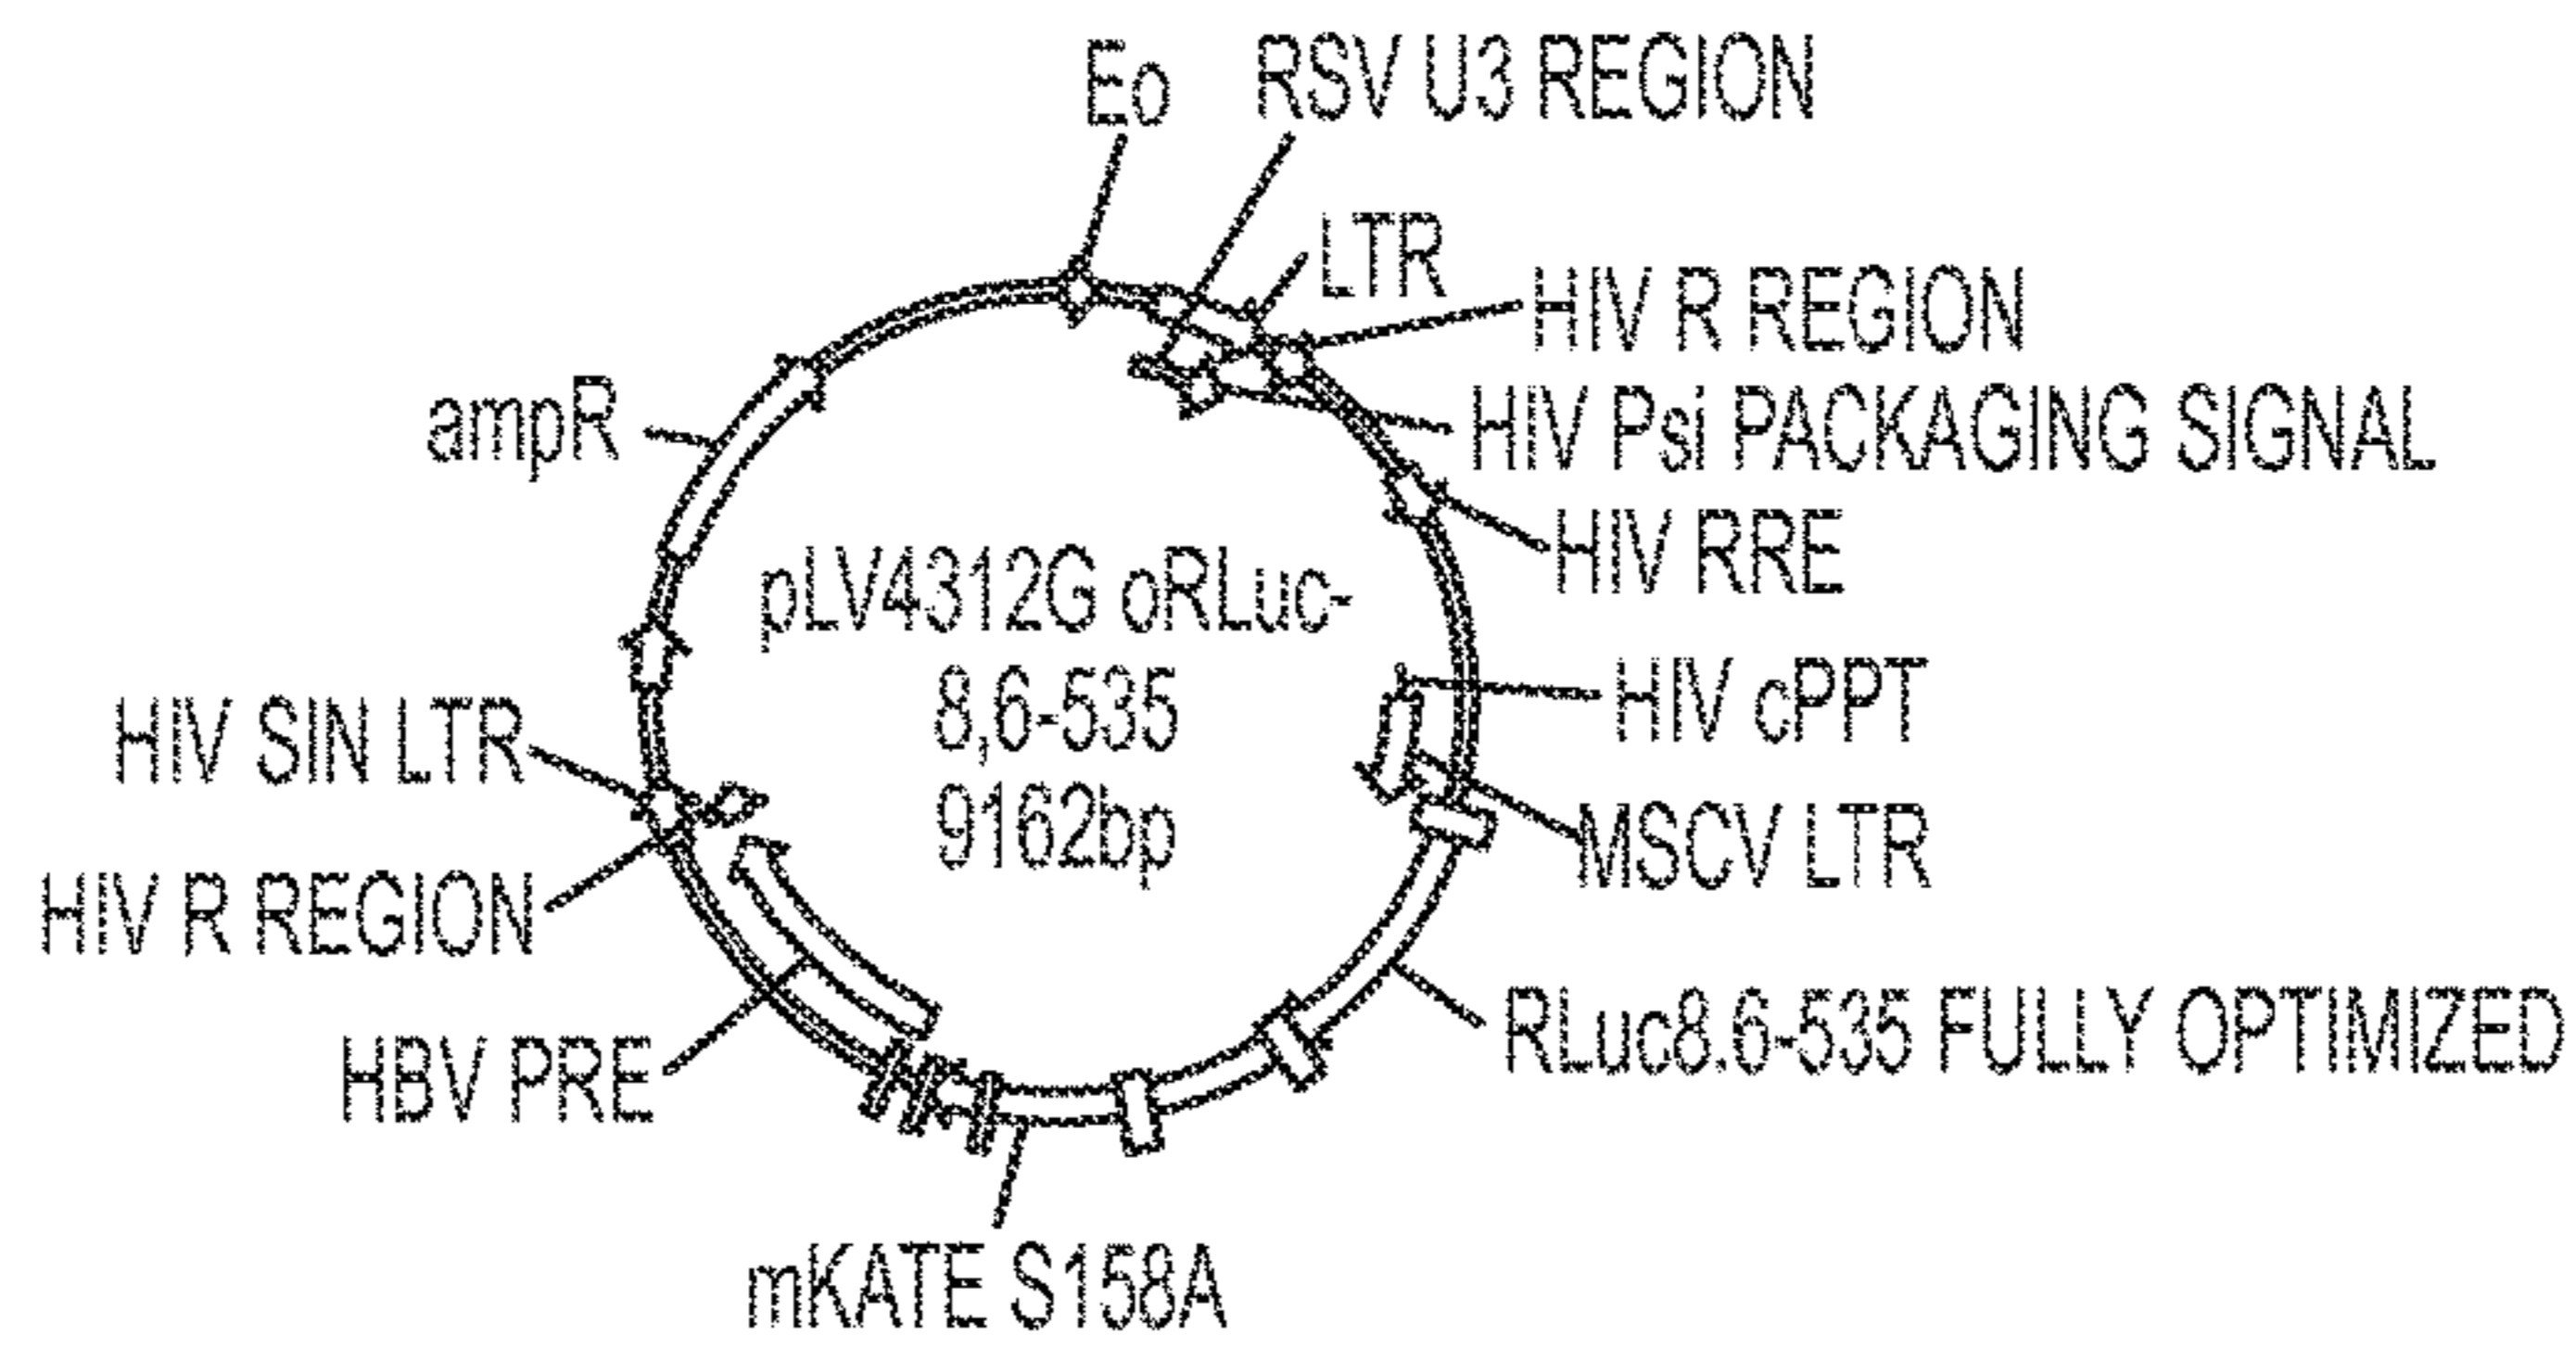 Eo
RSV U3 REGION
LTR
HIV R REGION
HIV Psi PACKAGING SIGNAL
ampR
HIV RRE
pLV4312G oRLuc-
8,6-535
9162bp
HIV cPPT
HIV SIN LTR
MSCV LTR
HIV R REGION
RLuc8.6-535 FULLY OPTIMIZED
HBV PRE
mKATE S158A